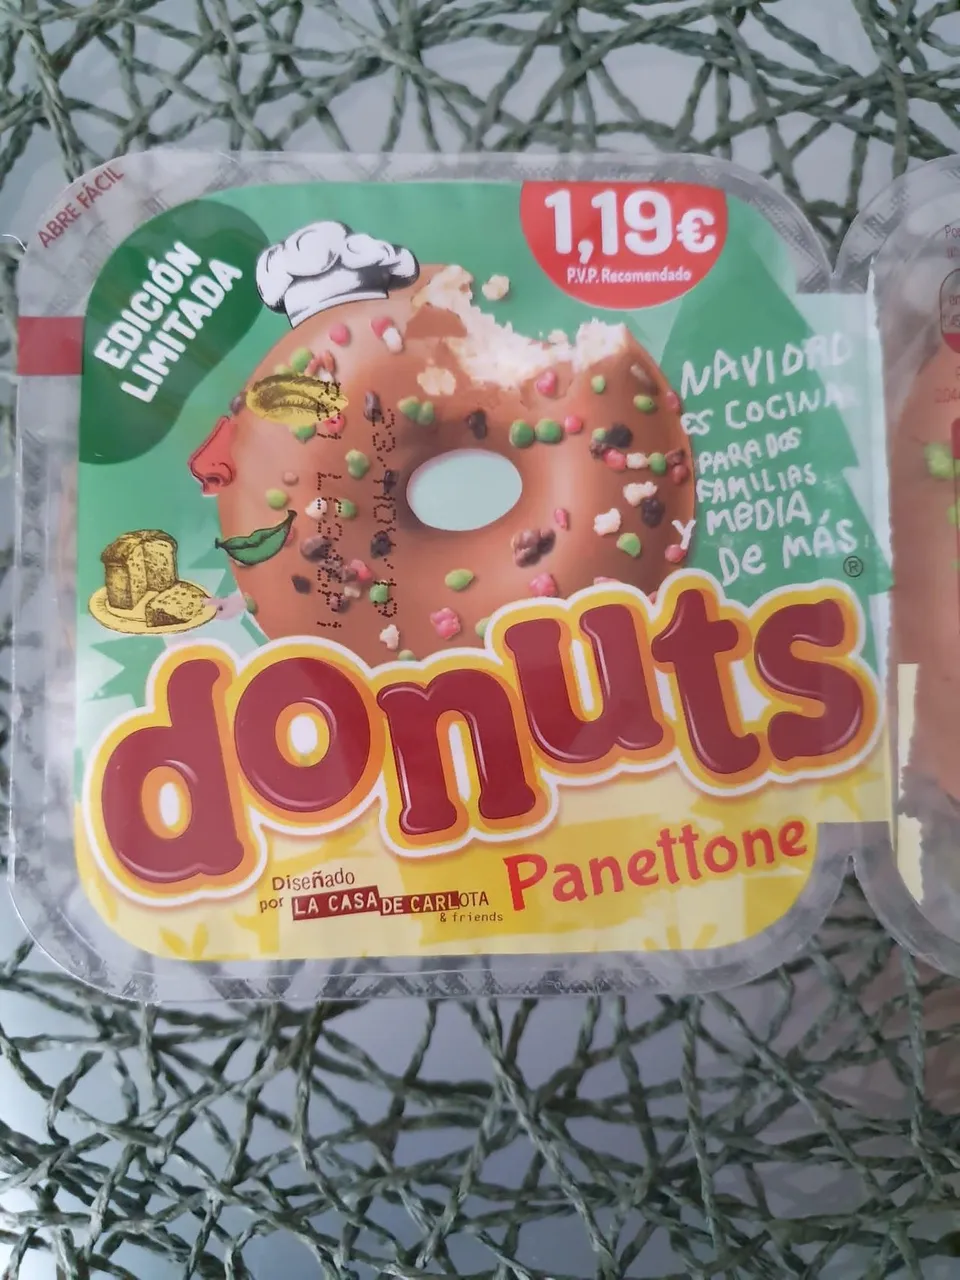 ABRE FÁCIL
EDICIÓN
LIMITADA
1,19€
P.V.P. Recomendado
NAVIDAD
ES COCINAR
PARA DOS
FAMILIAS
Y MEDIA
DE MÁS
donuts®
Panettone
Diseñado
por LA CASA DE CARLOTA
& friends